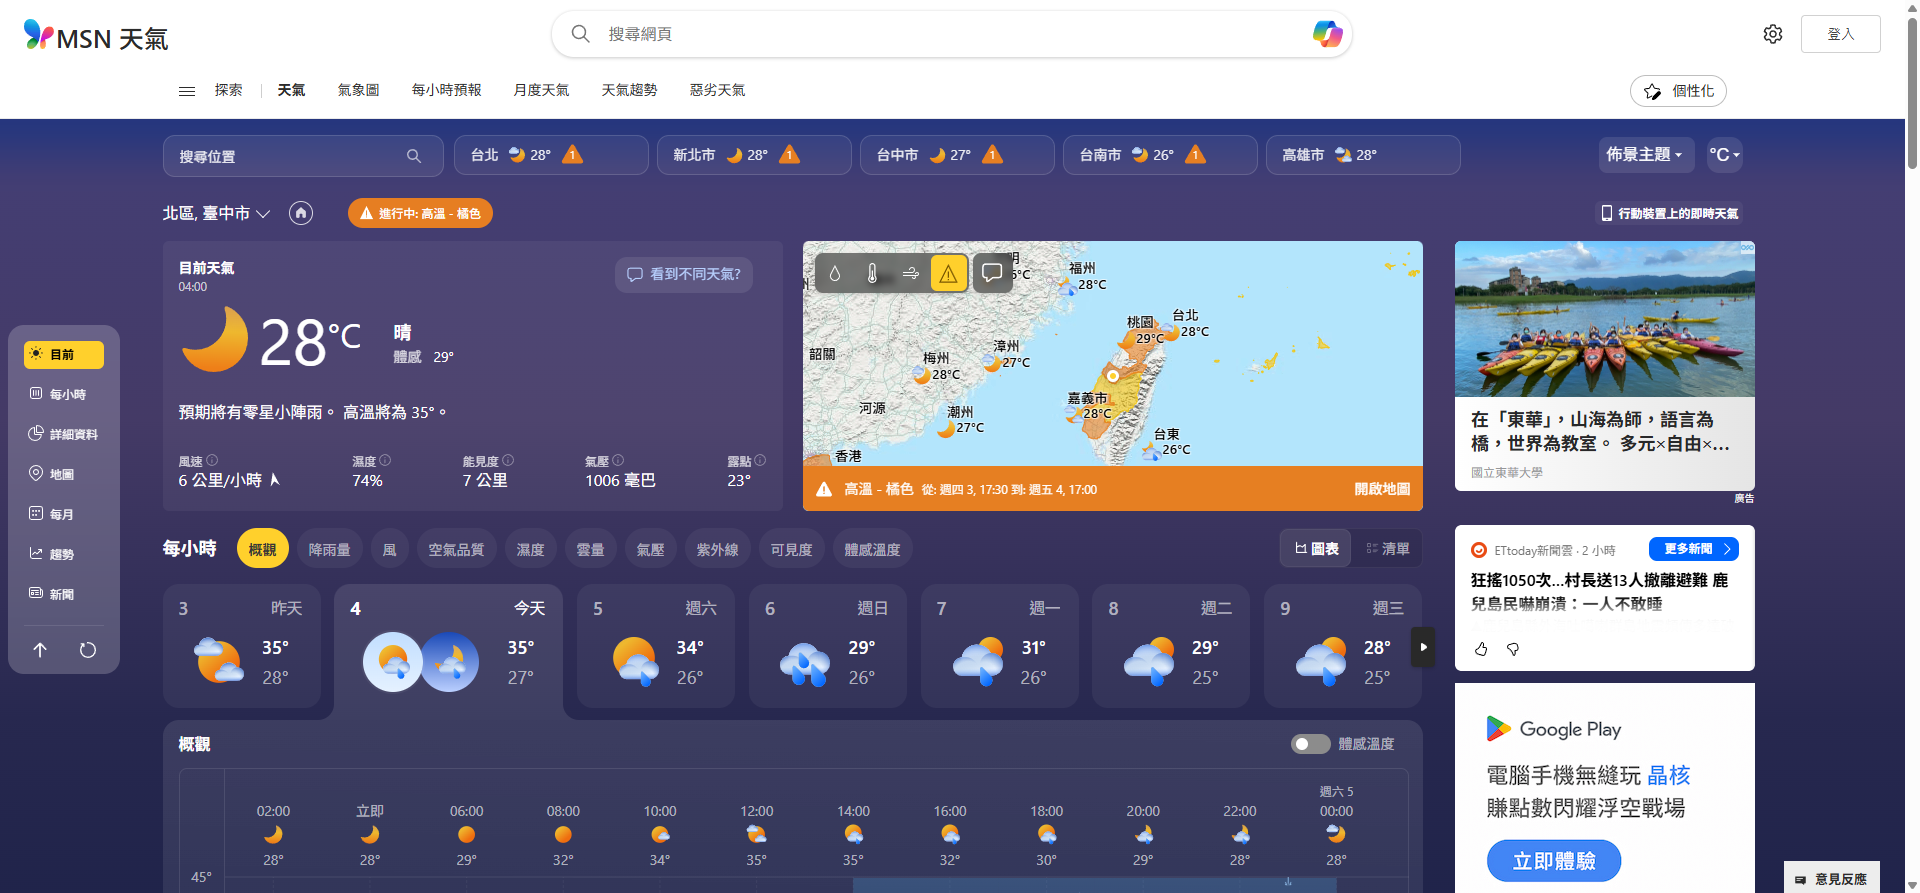 MSN 天氣
搜尋網頁
登入
探索
天氣
氣象圖
每小時預報
月度天氣
天氣趨勢
惡劣天氣
個性化
搜尋位置
台北 28° 1
新北市 28° 1
台中市 27° 1
台南市 26° 1
高雄市 28°
佈景主題
°C
北區, 臺中市
進行中: 高溫 - 橘色
行動裝置上的即時天氣
目前天氣
04:00
看到不同天氣?
28°C
晴
體感 29°
預期將有零星小陣雨。 高溫將為 35°。
風速
6 公里/小時
濕度
74%
能見度
7 公里
氣壓
1006 毫巴
露點
23°
福州
28°C
台北
28°C
桃園
29°C
韶關
梅州
28°C
漳州
27°C
河源
潮州
27°C
嘉義市
28°C
台東
26°C
香港
高溫 - 橘色 從: 週四 3, 17:30 到: 週五 4, 17:00
開啟地圖
在「東華」，山海為師，語言為
橋，世界為教室。 多元×自由×...
國立東華大學
廣告
目前
每小時
詳細資料
地圖
每月
趨勢
新聞
每小時
概觀
降雨量
風
空氣品質
濕度
雲量
氣壓
紫外線
可見度
體感溫度
圖表
清單
3 昨天
35°
28°
4 今天
35°
27°
5 週六
34°
26°
6 週日
29°
26°
7 週一
31°
26°
8 週二
29°
25°
9 週三
28°
25°
ETtoday新聞雲 · 2 小時
更多新聞
狂搖1050次...村長送13人撤離避難 鹿
兒島民嚇崩潰：一人不敢睡
概觀
體感溫度
週六 5
02:00 立即 06:00 08:00 10:00 12:00 14:00 16:00 18:00 20:00 22:00 00:00
28° 28° 29° 32° 34° 35° 35° 32° 30° 29° 28° 28°
45°
Google Play
電腦手機無縫玩 晶核
賺點數閃耀浮空戰場
立即體驗
意見反應